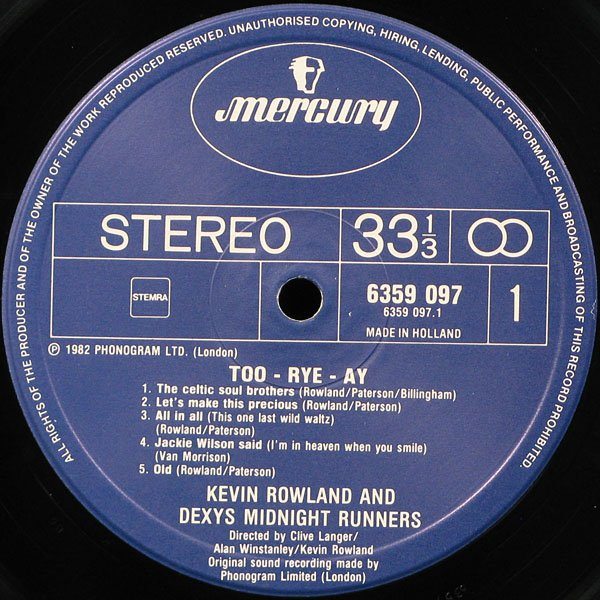 ALL RIGHTS OF THE PRODUCER AND OF THE OWNER OF THE WORK REPRODUCED RESERVED. UNAUTHORISED COPYING, HIRING, LENDING, PUBLIC PERFORMANCE AND BROADCASTING OF THIS RECORD PROHIBITED.
mercury
STEREO
33 1/3
STEMRA
6359 097
6359 097.1
MADE IN HOLLAND
1
Ⓟ 1982 PHONOGRAM LTD. (London)
TOO - RYE - AY
1. The celtic soul brothers (Rowland/Paterson/Billingham)
2. Let's make this precious (Rowland/Paterson)
3. All in all (This one last wild waltz)
(Rowland/Paterson)
4. Jackie Wilson said (I'm in heaven when you smile)
(Van Morrison)
5. Old (Rowland/Paterson)
KEVIN ROWLAND AND
DEXYS MIDNIGHT RUNNERS
Directed by Clive Langer/
Alan Winstanley/Kevin Rowland
Original sound recording made by
Phonogram Limited (London)